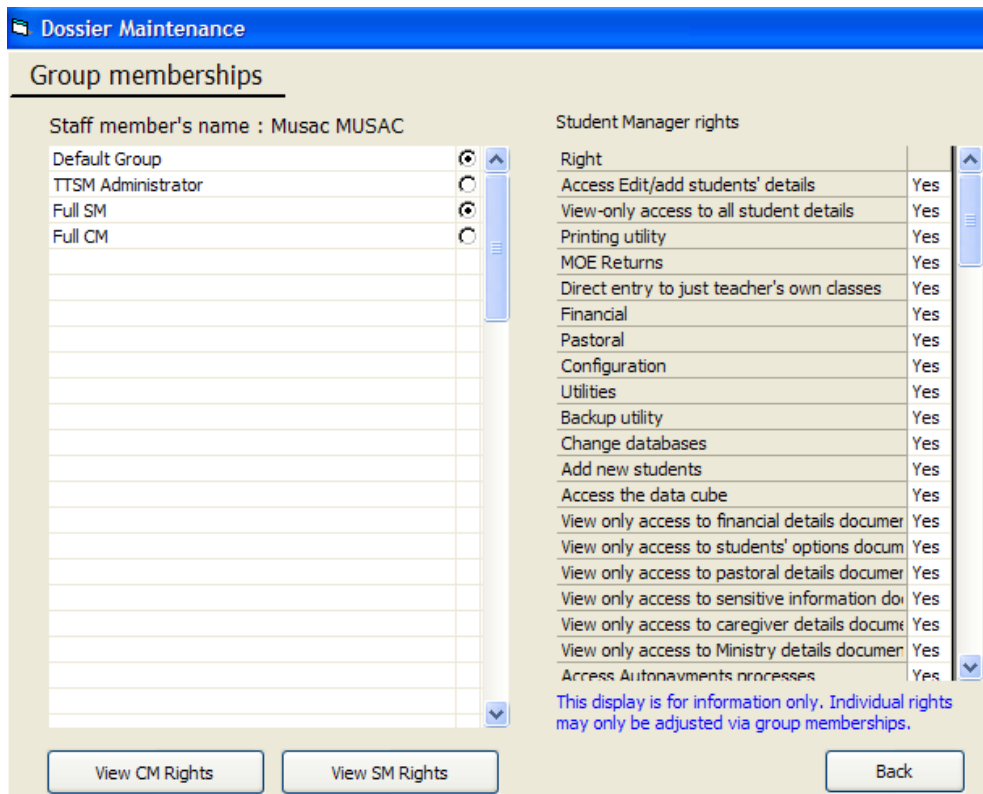 Dossier Maintenance
Group memberships
Staff member's name : Musac MUSAC
Default Group
TTSM Administrator
Full SM
Full CM
Student Manager rights
Right
Access Edit/add students' details Yes
View-only access to all student details Yes
Printing utility Yes
MOE Returns Yes
Direct entry to just teacher's own classes Yes
Financial Yes
Pastoral Yes
Configuration Yes
Utilities Yes
Backup utility Yes
Change databases Yes
Add new students Yes
Access the data cube Yes
View only access to financial details documen Yes
View only access to students' options docum Yes
View only access to pastoral details documen Yes
View only access to sensitive information do Yes
View only access to caregiver details docume Yes
View only access to Ministry details documen Yes
Access Autopayments processes Yes
This display is for information only. Individual rights
may only be adjusted via group memberships.
View CM Rights
View SM Rights
Back